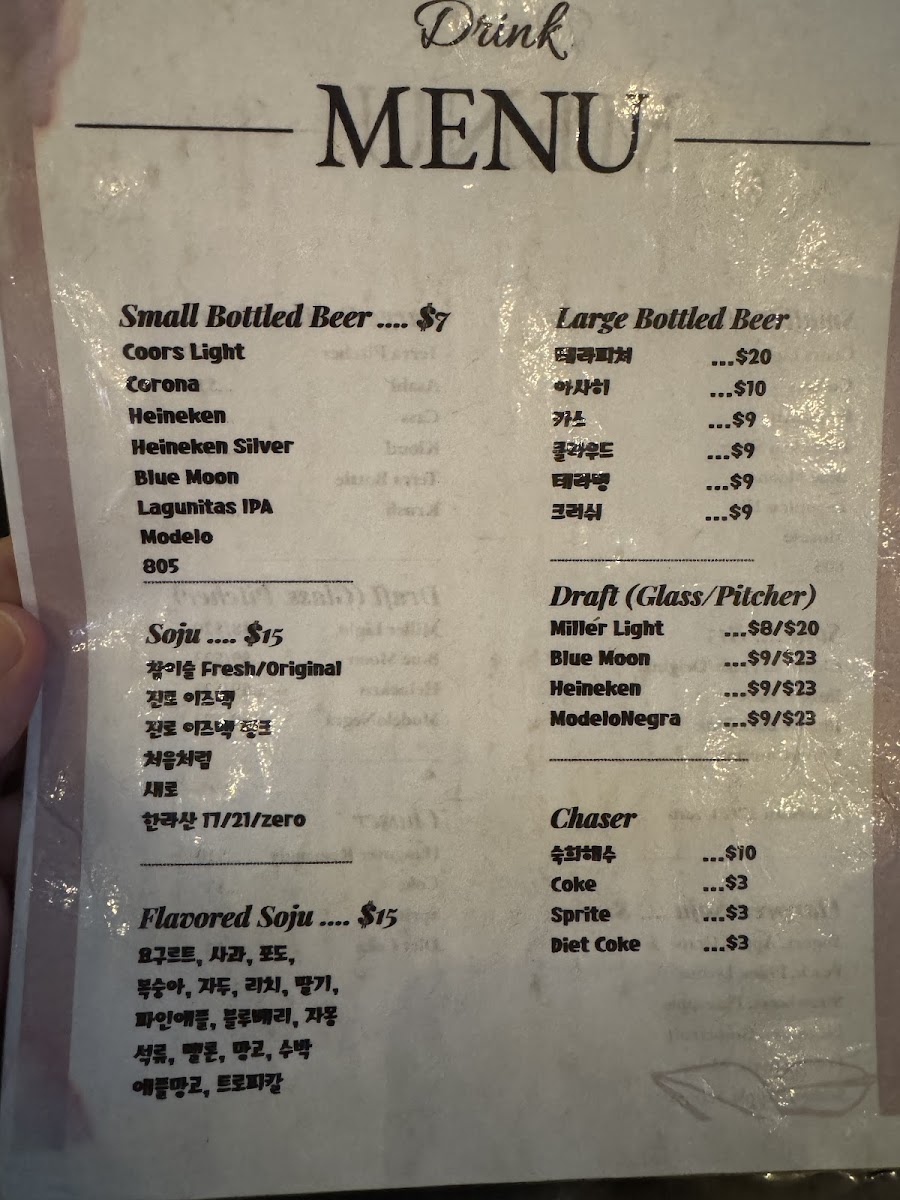 Drink
MENU
Small Bottled Beer .... $7
Coors Light
Corona
Heineken
Heineken Silver
Blue Moon
Lagunitas IPA
Modelo
805
Soju .... $15
참이슬 Fresh/Original
진로 이즈백
진로 이즈백 핑크
처음처럼
새로
한라산 17/21/zero
Flavored Soju .... $15
요구르트, 사과, 포도,
복숭아, 자두, 리치, 딸기,
파인애플, 블루베리, 자몽
석류, 멜론, 망고, 수박
애플망고, 트로피칼
Large Bottled Beer
테라피쳐 ...$20
아사히 ...$10
카스 ...$9
클라우드 ...$9
테라병 ...$9
크러쉬 ...$9
Draft (Glass/Pitcher)
Miller Light ...$8/$20
Blue Moon ...$9/$23
Heineken ...$9/$23
ModeloNegra ...$9/$23
Chaser
숙취해수 ...$10
Coke ...$3
Sprite ...$3
Diet Coke ...$3